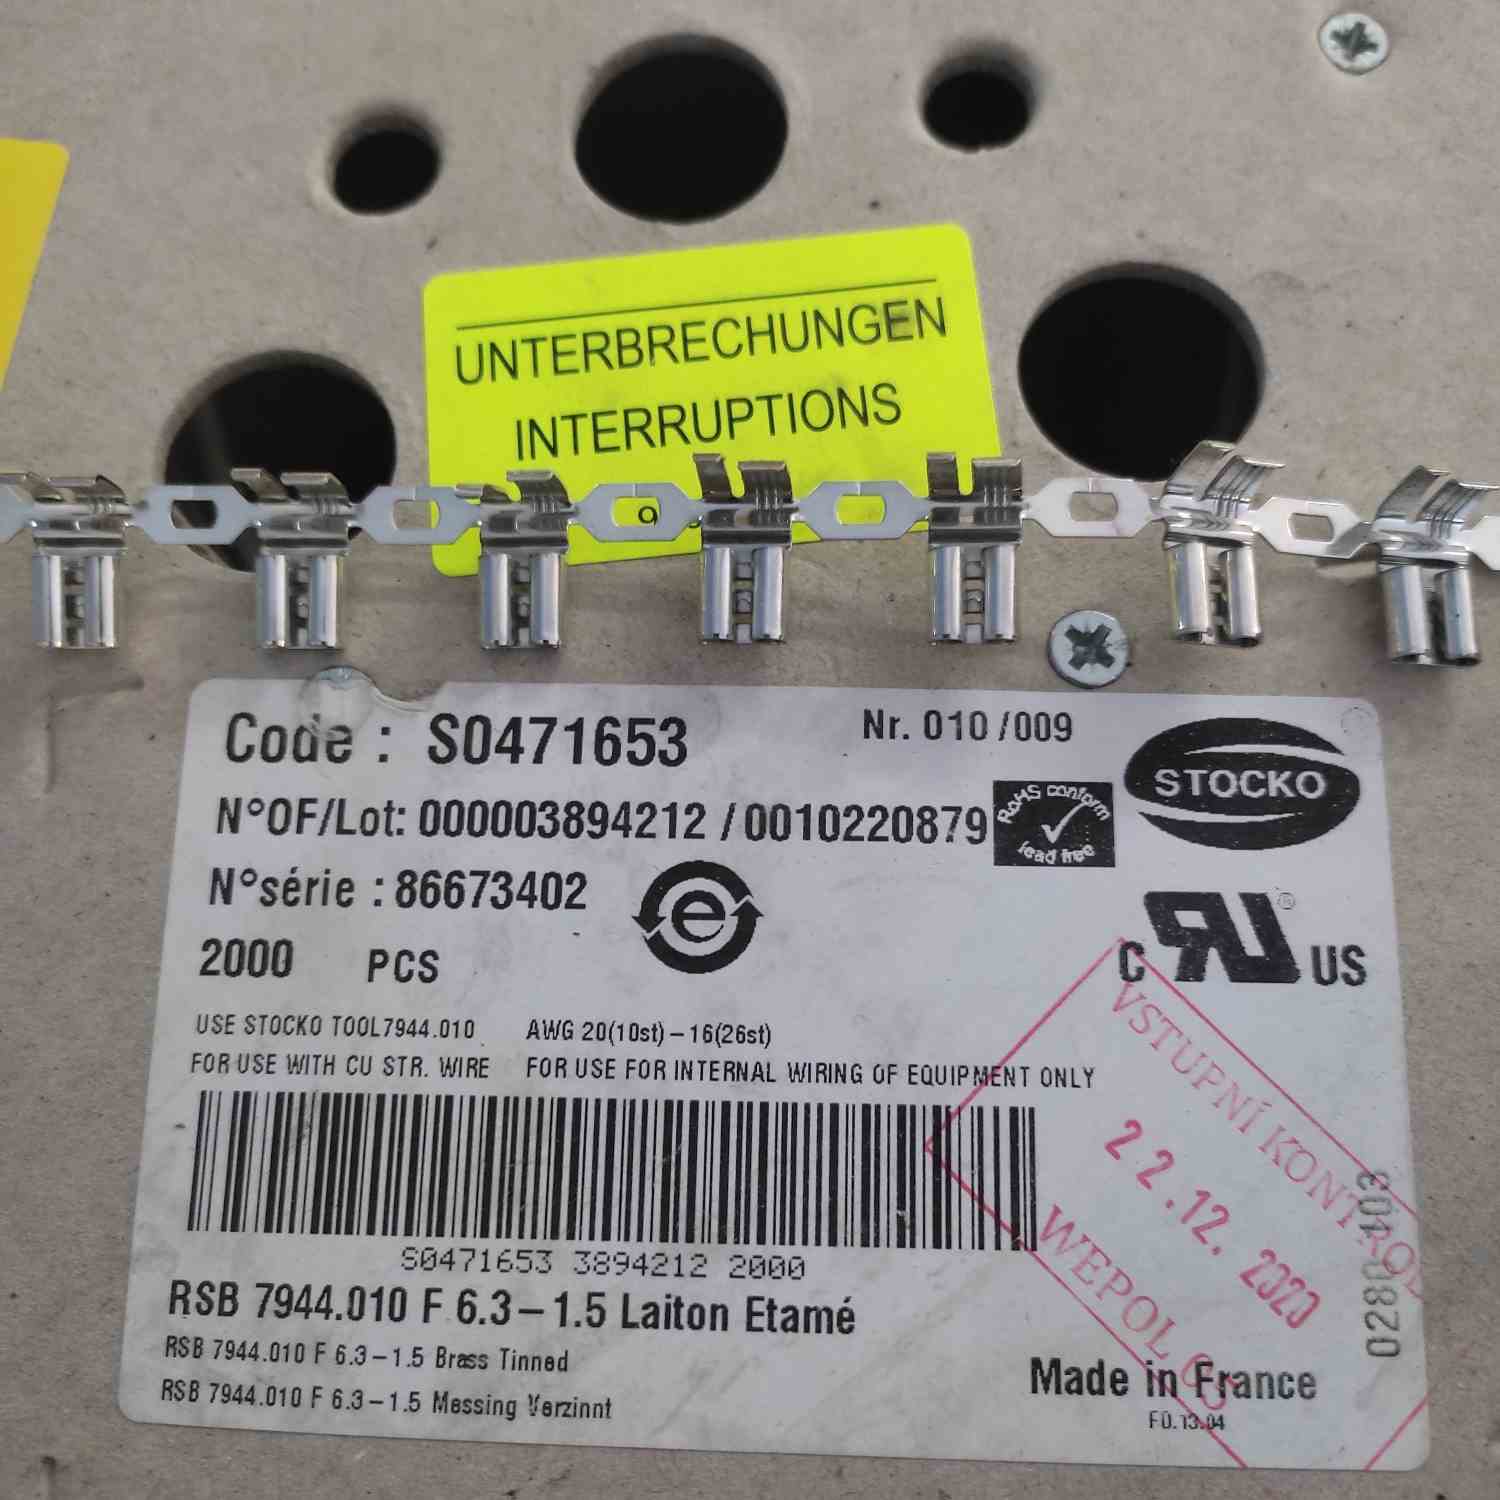 UNTERBRECHUNGEN
INTERRUPTIONS
9
Code : S0471653
Nr. 010 /009
STOCKO
N°OF/Lot: 000003894212 / 0010220879
RoHS conform
lead free
N°série : 86673402
e
2000 PCS
C RU ® US
USE STOCKO TOOL7944.010 AWG 20(10st) – 16(26st)
FOR USE WITH CU STR. WIRE FOR USE FOR INTERNAL WIRING OF EQUIPMENT ONLY
VSTUPNÍ KONTROL
22.12.2020
WEPOL
S0471653 3894212 2000
RSB 7944.010 F 6.3 – 1.5 Laiton Etamé
RSB 7944.010 F 6.3 – 1.5 Brass Tinned
RSB 7944.010 F 6.3 – 1.5 Messing Verzinnt
Made in France
FD.13.04